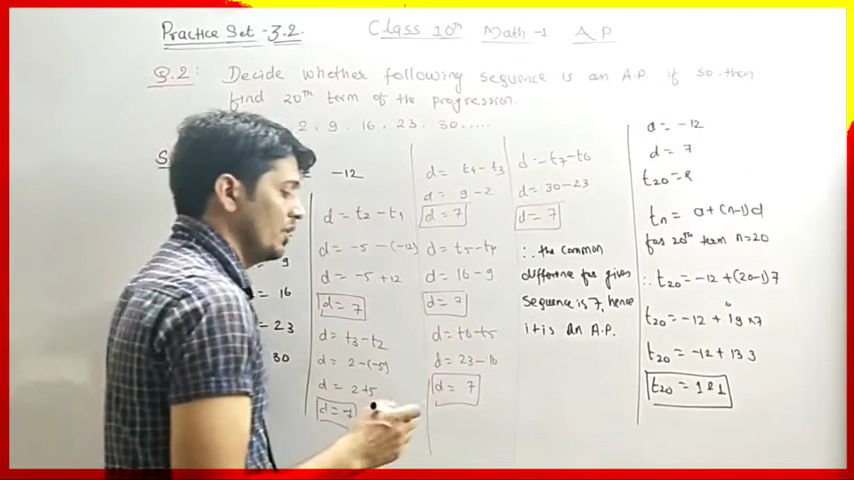 Practice Set - 3.2.
Class 10th Math-1 A.P
Q.2: Decide whether following sequence is an A.P. if so then
find 20th term of the progression.
2, 9, 16, 23, 30.....
= -12
9
= 16
= 23
30
d = t2 - t1
d = -5 - (-12)
d = -5 + 12
d = 7
d = t3 - t2
d = 2 - (-5)
d = 2 + 5
d = 7
d = t4 - t3
d = 9 - 2
d = 7
d = t5 - t4
d = 16 - 9
d = 7
d = t6 - t5
d = 23 - 16
d = 7
d = t7 - t6
d = 30 - 23
d = 7
∴ the common
difference for given
sequence is 7, hence
it is an A.P.
a = -12
d = 7
t20 = ?
tn = a + (n-1)d
for 20th term n=20
∴ t20 = -12 + (20-1)7
t20 = -12 + 19 x 7
t20 = -12 + 133
t20 = 121